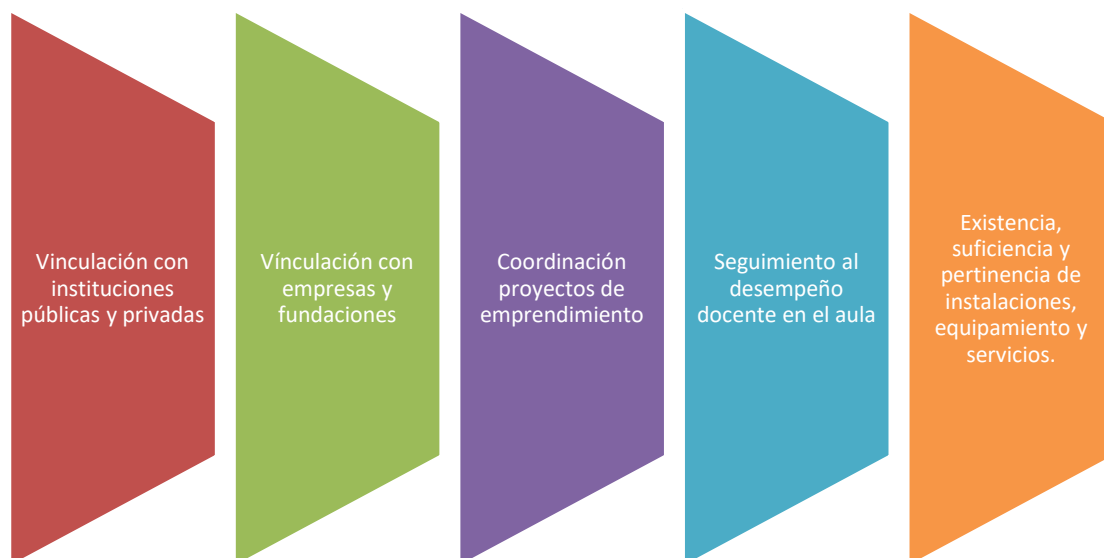 Vinculación con
instituciones
públicas y privadas
Vínculación con
empresas y
fundaciones
Coordinación
proyectos de
emprendimiento
Seguimiento al
desempeño
docente en el aula
Existencia,
suficiencia y
pertinencia de
instalaciones,
equipamiento y
servicios.